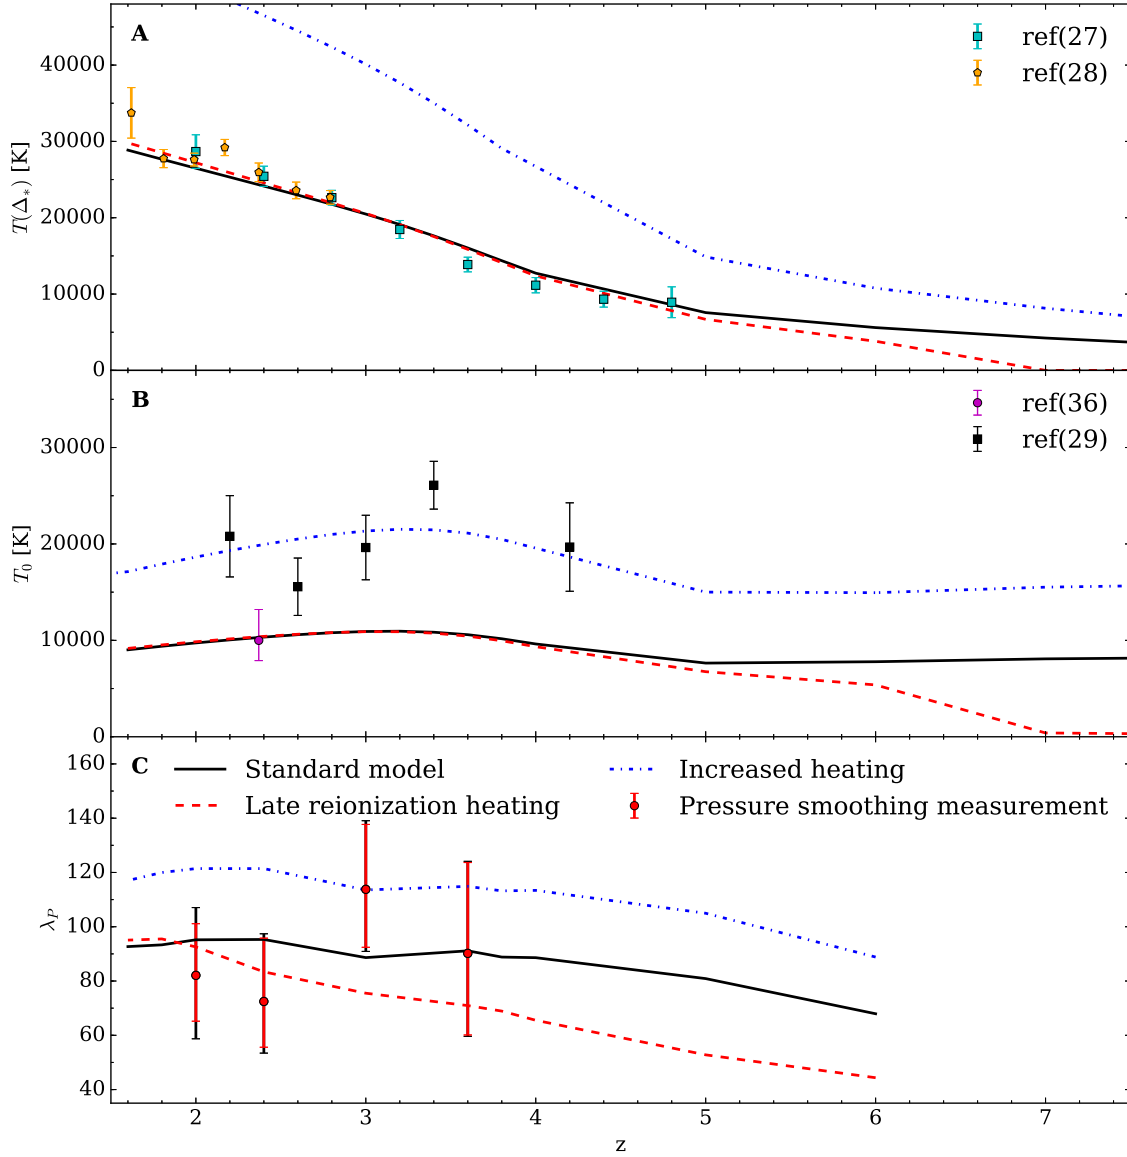 A
ref(27)
ref(28)
T(Δ*) [K]
40000
30000
20000
10000
0
B
ref(36)
ref(29)
T0 [K]
30000
20000
10000
0
C
Standard model
Increased heating
Late reionization heating
Pressure smoothing measurement
λP
160
140
120
100
80
60
40
2 3 4 5 6 7
z